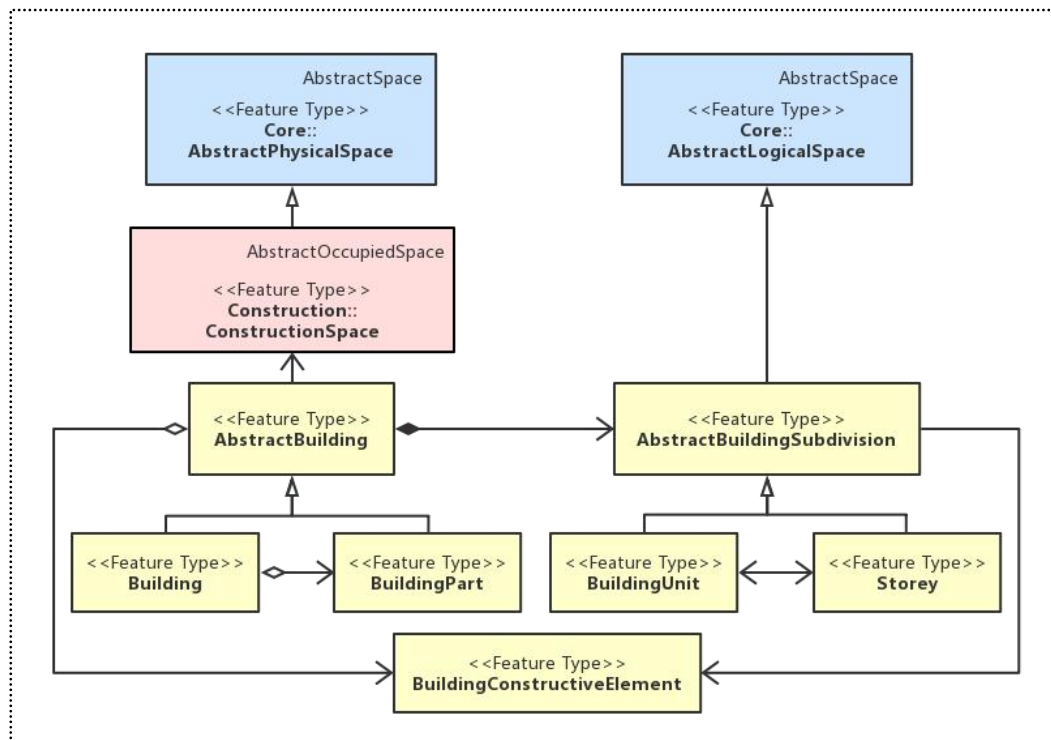 AbstractSpace
<<Feature Type>>
Core::
AbstractPhysicalSpace
AbstractSpace
<<Feature Type>>
Core::
AbstractLogicalSpace
AbstractOccupiedSpace
<<Feature Type>>
Construction::
ConstructionSpace
<<Feature Type>>
AbstractBuilding
<<Feature Type>>
AbstractBuildingSubdivision
<<Feature Type>>
Building
<<Feature Type>>
BuildingPart
<<Feature Type>>
BuildingUnit
<<Feature Type>>
Storey
<<Feature Type>>
BuildingConstructiveElement